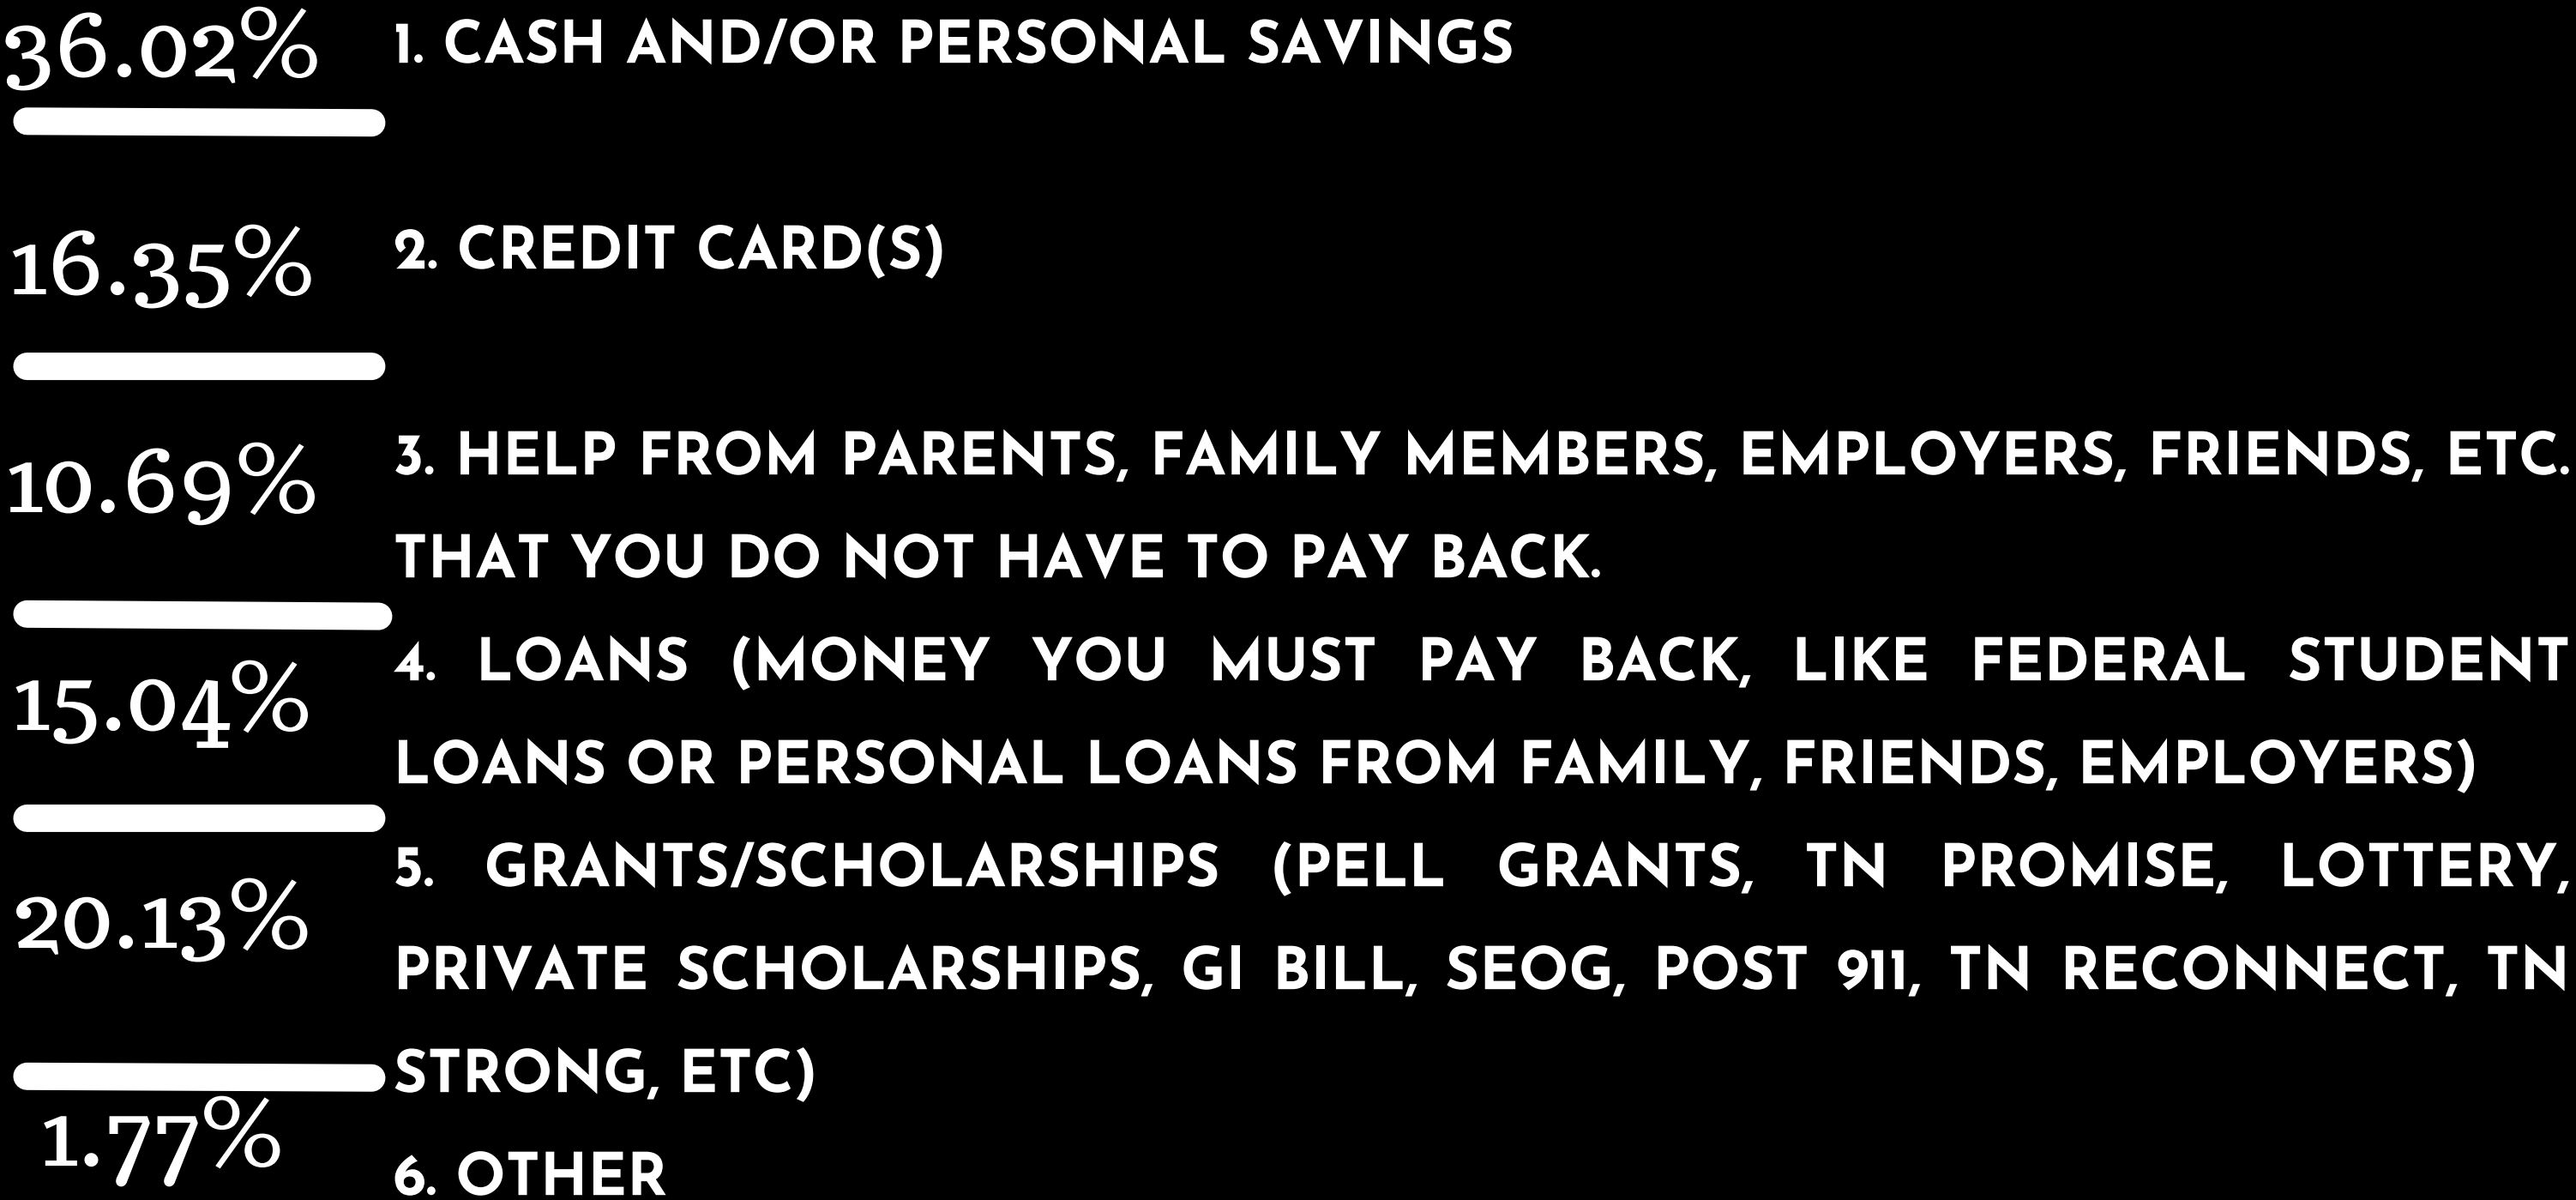 36.02% 1. CASH AND/OR PERSONAL SAVINGS
16.35% 2. CREDIT CARD(S)
10.69% 3. HELP FROM PARENTS, FAMILY MEMBERS, EMPLOYERS, FRIENDS, ETC.
THAT YOU DO NOT HAVE TO PAY BACK.
15.04% 4. LOANS (MONEY YOU MUST PAY BACK, LIKE FEDERAL STUDENT
LOANS OR PERSONAL LOANS FROM FAMILY, FRIENDS, EMPLOYERS)
20.13% 5. GRANTS/SCHOLARSHIPS (PELL GRANTS, TN PROMISE, LOTTERY,
PRIVATE SCHOLARSHIPS, GI BILL, SEOG, POST 911, TN RECONNECT, TN
STRONG, ETC)
1.77% 6. OTHER